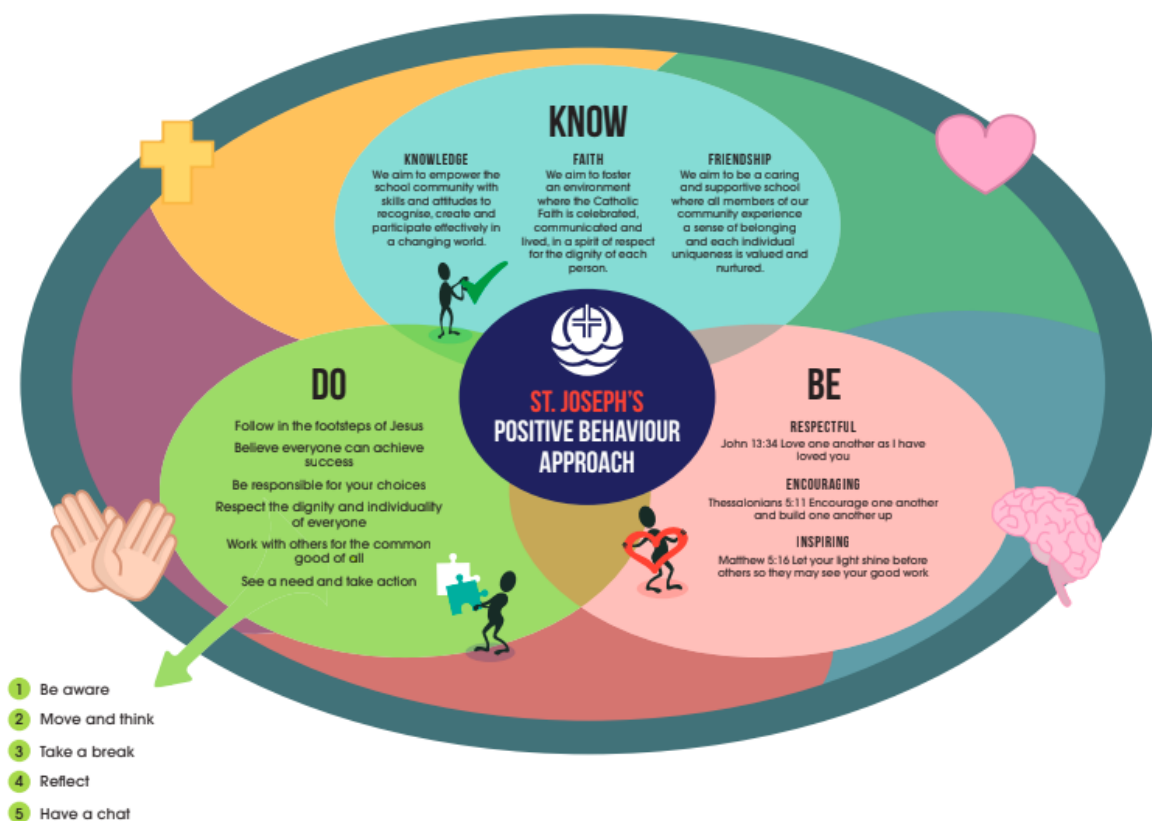 KNOW
KNOWLEDGE
We aim to empower the
school community with
skills and attitudes to
recognise, create and
participate effectively in
a changing world.
FAITH
We aim to foster
an environment
where the Catholic
Faith is celebrated,
communicated and
lived, in a spirit of respect
for the dignity of each
person.
FRIENDSHIP
We aim to be a caring
and supportive school
where all members of our
community experience
a sense of belonging
and each individual
uniqueness is valued and
nurtured.
ST. JOSEPH'S
POSITIVE BEHAVIOUR
APPROACH
DO
Follow in the footsteps of Jesus
Believe everyone can achieve
success
Be responsible for your choices
Respect the dignity and individuality
of everyone
Work with others for the common
good of all
See a need and take action
BE
RESPECTFUL
John 13:34 Love one another as I have
loved you
ENCOURAGING
Thessalonians 5:11 Encourage one another
and build one another up
INSPIRING
Matthew 5:16 Let your light shine before
others so they may see your good work
1 Be aware
2 Move and think
3 Take a break
4 Reflect
5 Have a chat